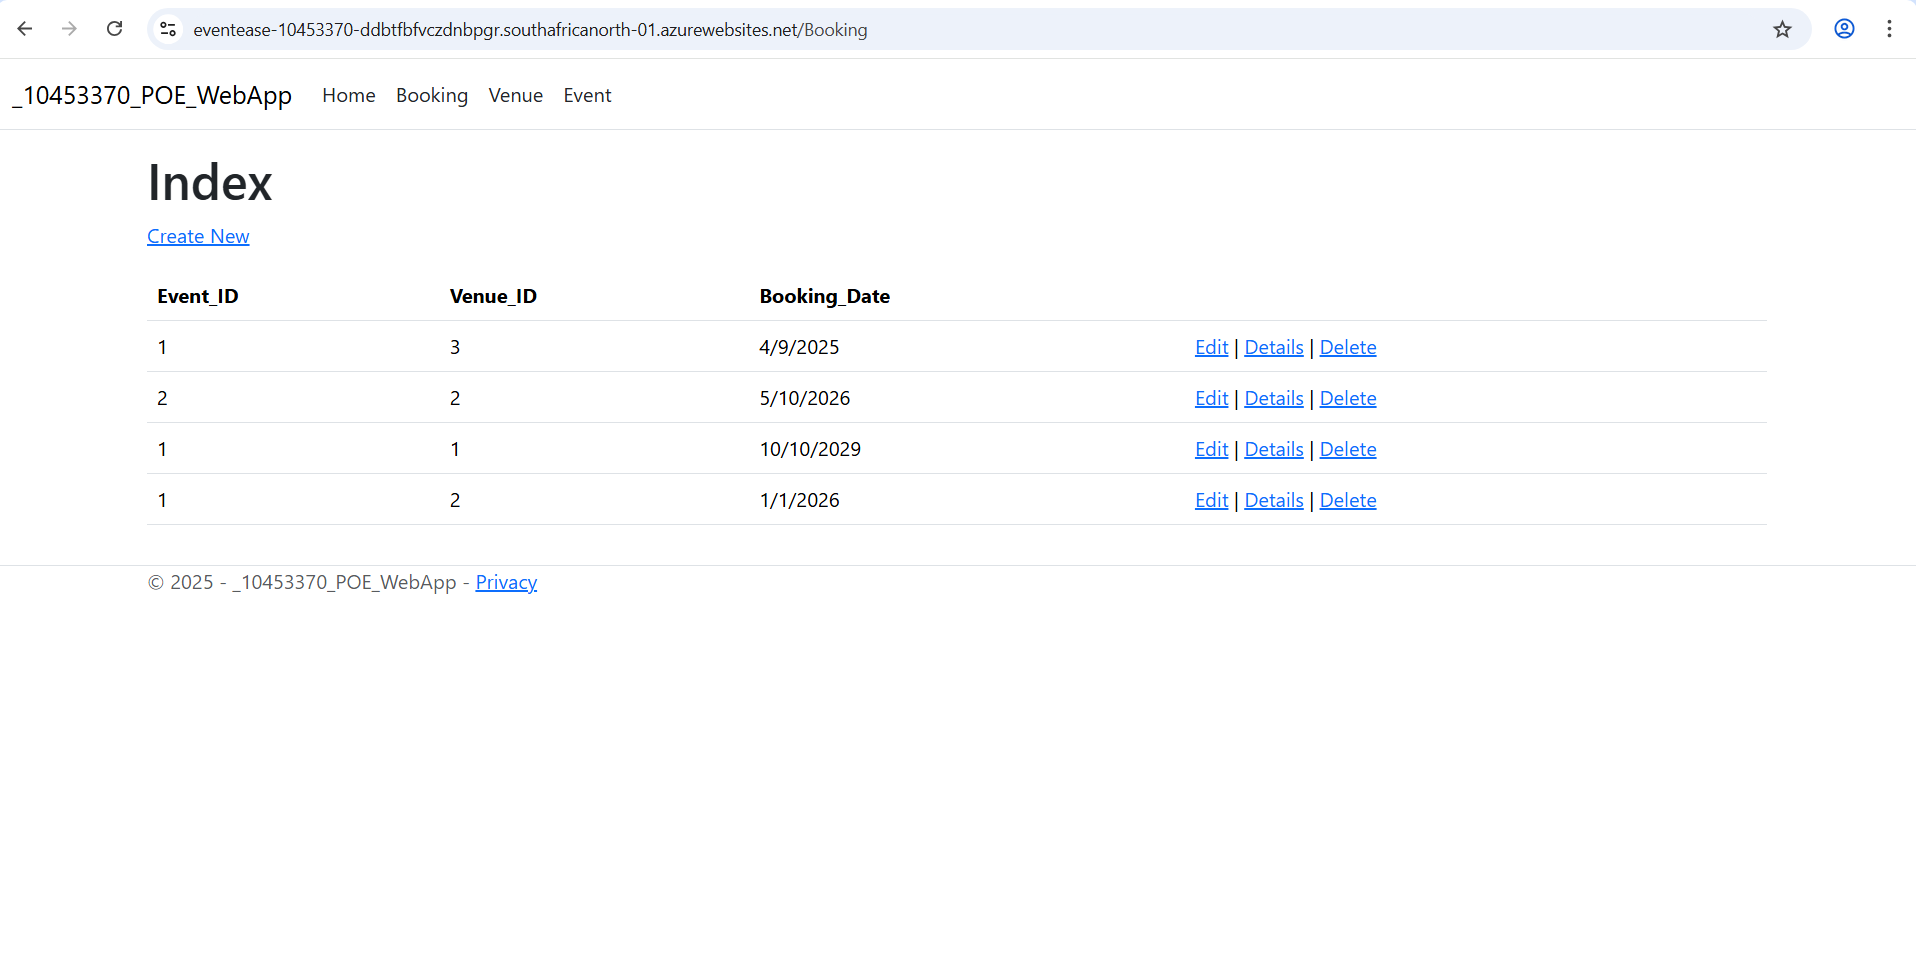 eventease-10453370-ddbtfbfvczdnbpgr.southafricanorth-01.azurewebsites.net/Booking
_10453370_POE_WebApp Home Booking Venue Event
Index
Create New
Event_ID Venue_ID Booking_Date
1 3 4/9/2025 Edit | Details | Delete
2 2 5/10/2026 Edit | Details | Delete
1 1 10/10/2029 Edit | Details | Delete
1 2 1/1/2026 Edit | Details | Delete
© 2025 - _10453370_POE_WebApp - Privacy